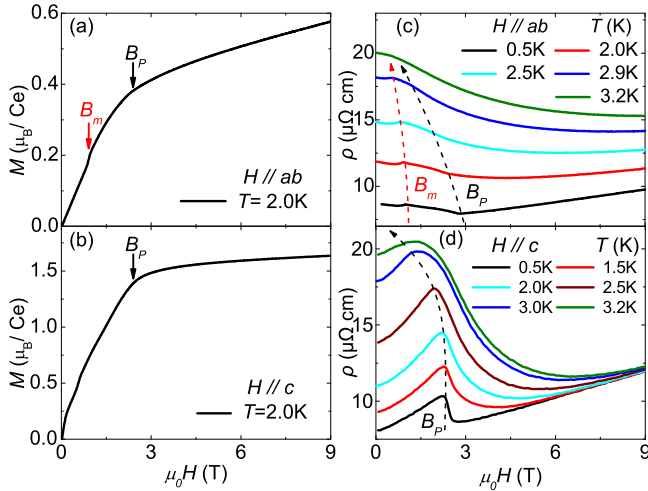 (a)
B_P
B_m
M (μ_B/ Ce)
H // ab
T= 2.0K
0.6
0.4
0.2
0.0
(b)
B_P
M (μ_B/ Ce)
H // c
T=2.0K
1.5
1.0
0.5
0.0
0 3 6 9
μ_0H (T)
(c) H // ab T (K)
0.5K 2.0K
2.5K 2.9K
3.2K
ρ (μΩ cm)
20
15
10
B_m
B_P
(d)
H // c T (K)
0.5K 1.5K
2.0K 2.5K
3.0K 3.2K
ρ (μΩ cm)
20
15
10
B_P
0 3 6 9
μ_0H (T)